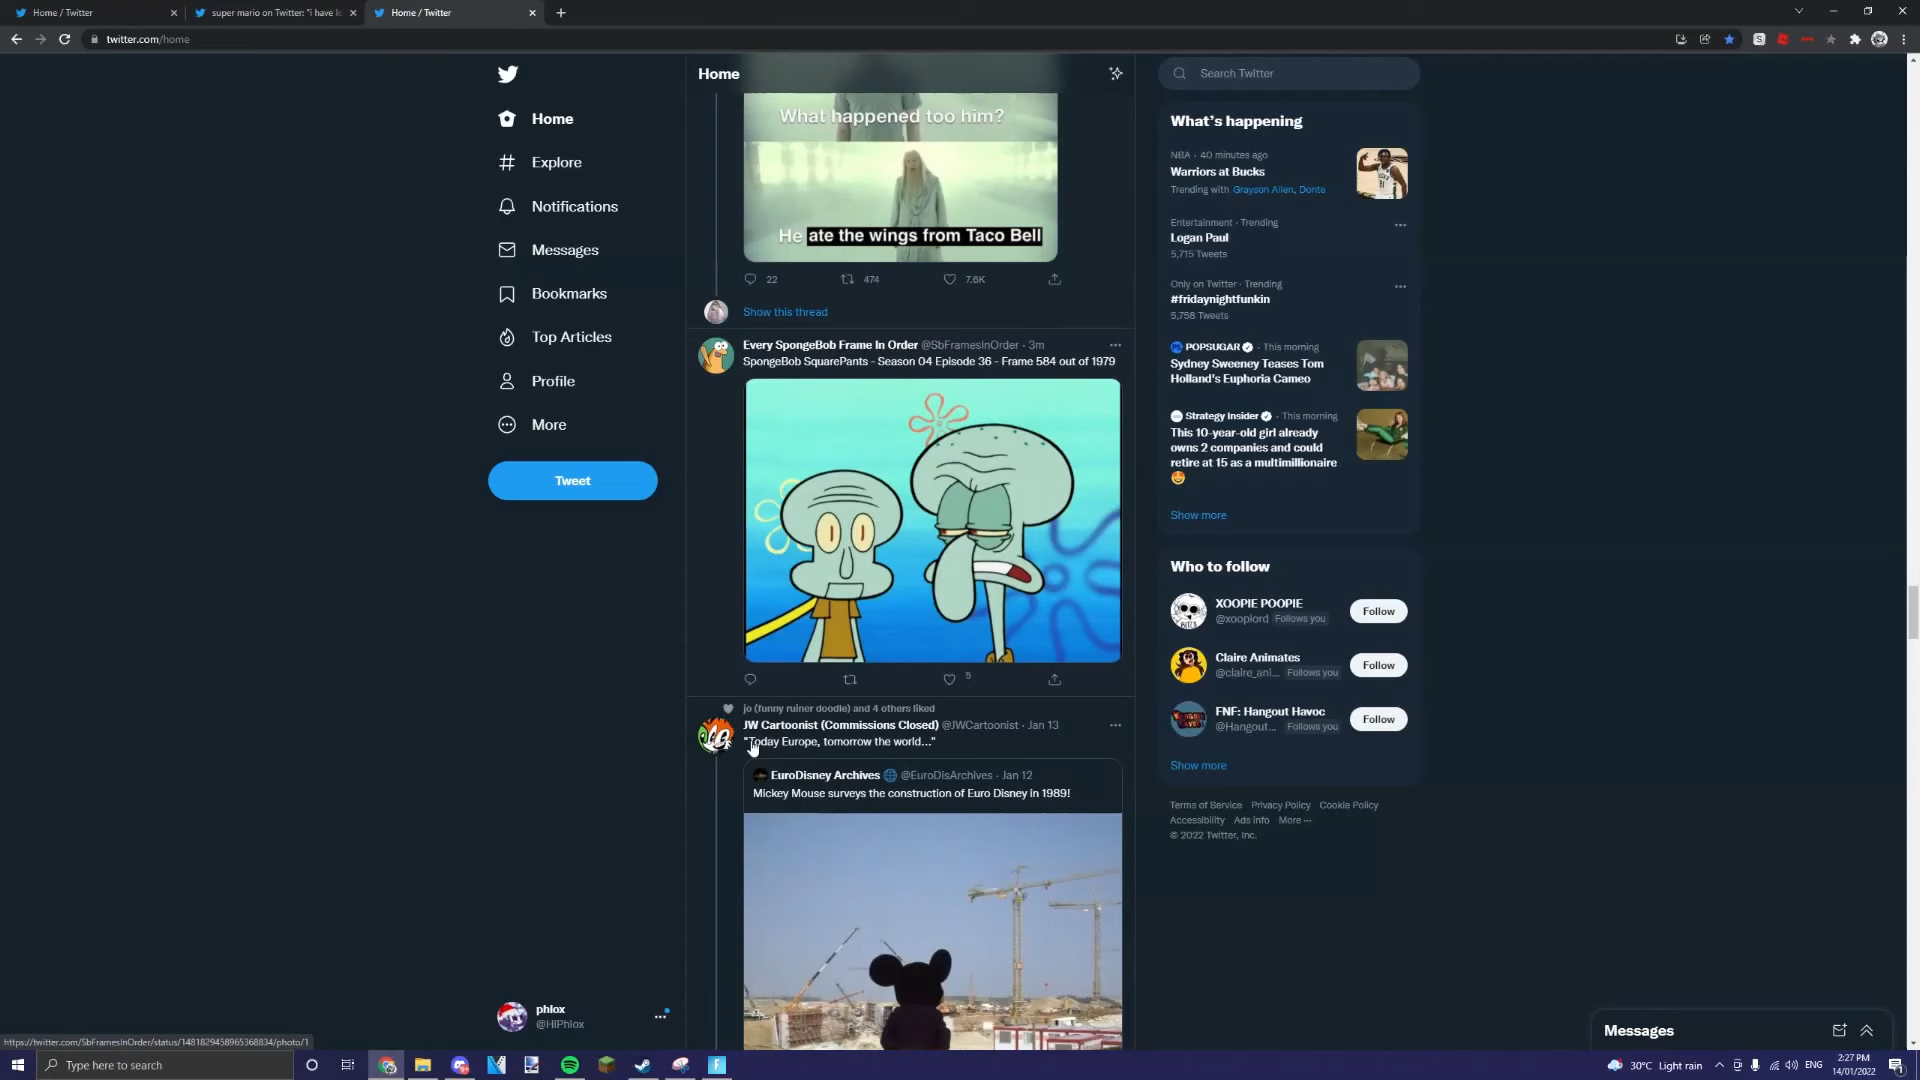 Home / Twitter
super mario on Twitter: "i have lo
Home / Twitter
twitter.com/home
Home
Explore
Notifications
Messages
Bookmarks
Top Articles
Profile
More
Tweet
phlox
@HiPhlox
Home
What happened too him?
He ate the wings from Taco Bell
22 474 7.6K
Show this thread
Every SpongeBob Frame In Order @SbFramesInOrder · 3m
SpongeBob SquarePants - Season 04 Episode 36 - Frame 584 out of 1979
5
jo (funny ruiner doodle) and 4 others liked
JW Cartoonist (Commissions Closed) @JWCartoonist · Jan 13
"Today Europe, tomorrow the world..."
EuroDisney Archives @EuroDisArchives · Jan 12
Mickey Mouse surveys the construction of Euro Disney in 1989!
Search Twitter
What's happening
NBA · 40 minutes ago
Warriors at Bucks
Trending with Grayson Allen, Donte
Entertainment · Trending
Logan Paul
5,715 Tweets
Only on Twitter · Trending
#fridaynightfunkin
5,758 Tweets
POPSUGAR · This morning
Sydney Sweeney Teases Tom
Holland's Euphoria Cameo
Strategy Insider · This morning
This 10-year-old girl already
owns 2 companies and could
retire at 15 as a multimillionaire
Show more
Who to follow
XOOPIE POOPIE
@xooplord Follows you
Follow
Claire Animates
@claire_ani... Follows you
Follow
FNF: Hangout Havoc
@Hangout... Follows you
Follow
Show more
Terms of Service Privacy Policy Cookie Policy
Accessibility Ads info More ···
© 2022 Twitter, Inc.
Messages
https://twitter.com/SbFramesInOrder/status/1481829458965368834/photo/1
Type here to search
30°C Light rain
ENG
2:27 PM
14/01/2022